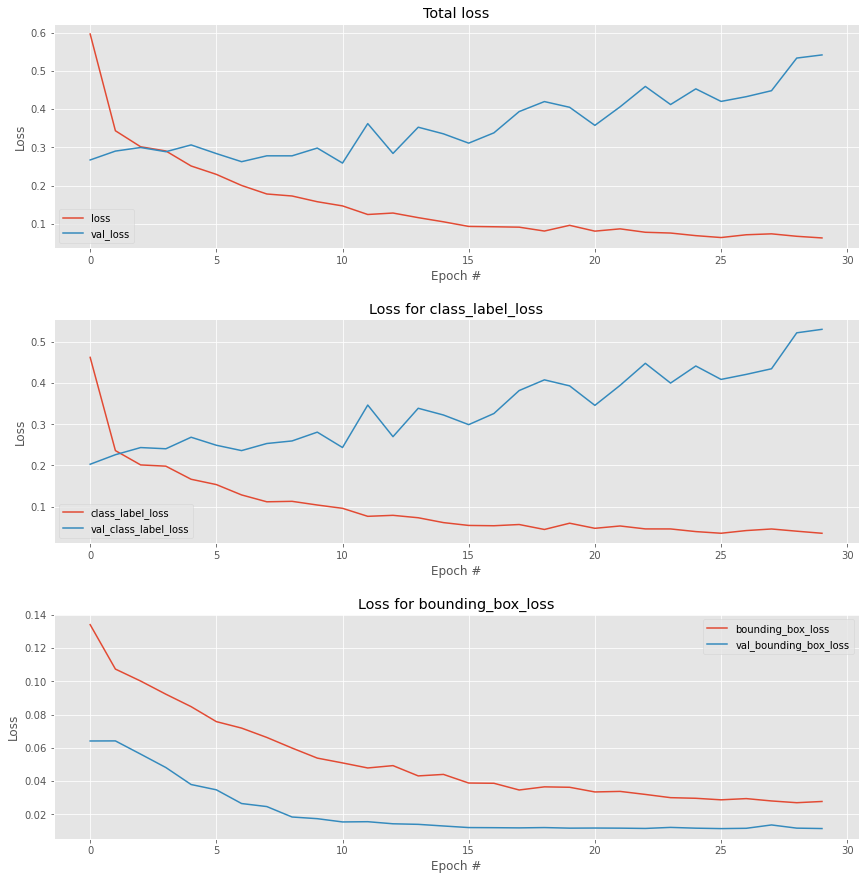 Total loss
0.6
0.5
0.4
0.3
0.2
0.1
Loss
loss
val_loss
0 5 10 15 20 25 30
Epoch #
Loss for class_label_loss
0.5
0.4
0.3
0.2
0.1
Loss
class_label_loss
val_class_label_loss
0 5 10 15 20 25 30
Epoch #
Loss for bounding_box_loss
0.14
0.12
0.10
0.08
0.06
0.04
0.02
Loss
bounding_box_loss
val_bounding_box_loss
0 5 10 15 20 25 30
Epoch #